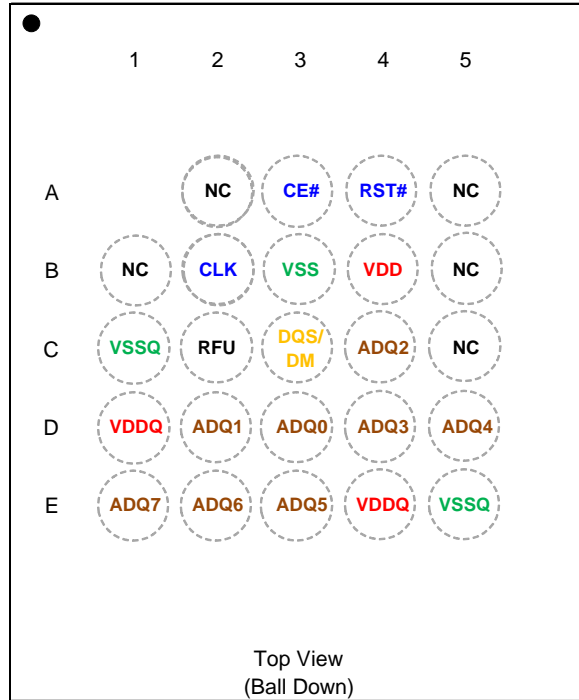 1 2 3 4 5
A NC CE# RST# NC
B NC CLK VSS VDD NC
C VSSQ RFU DQS/ DM ADQ2 NC
D VDDQ ADQ1 ADQ0 ADQ3 ADQ4
E ADQ7 ADQ6 ADQ5 VDDQ VSSQ
Top View
(Ball Down)